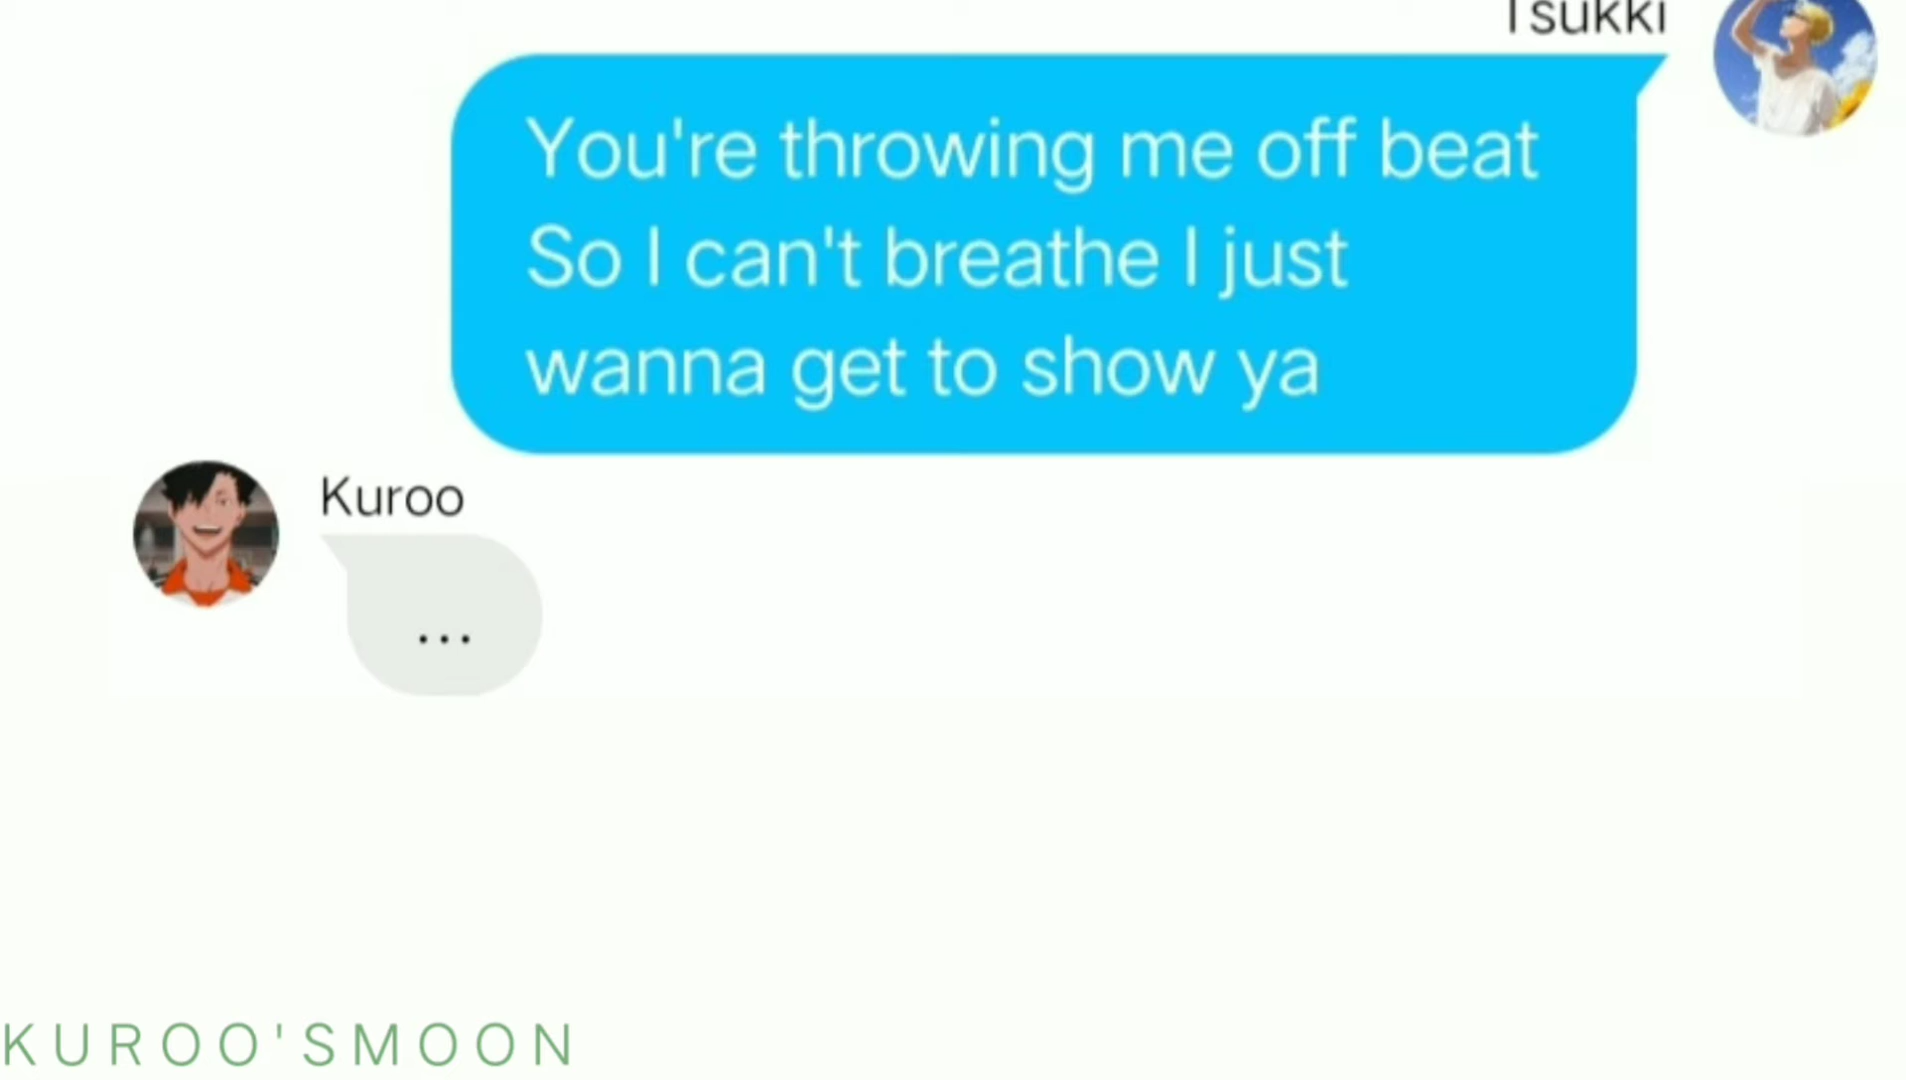 Tsukki
You're throwing me off beat
So I can't breathe I just
wanna get to show ya
Kuroo
...
KUROO'SMOON